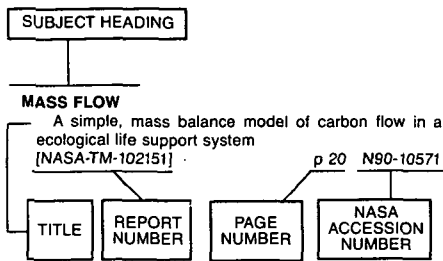 SUBJECT HEADING
MASS FLOW
A simple, mass balance model of carbon flow in a
ecological life support system
[NASA-TM-102151] p 20 N90-10571
TITLE
REPORT
NUMBER
PAGE
NUMBER
NASA
ACCESSION
NUMBER